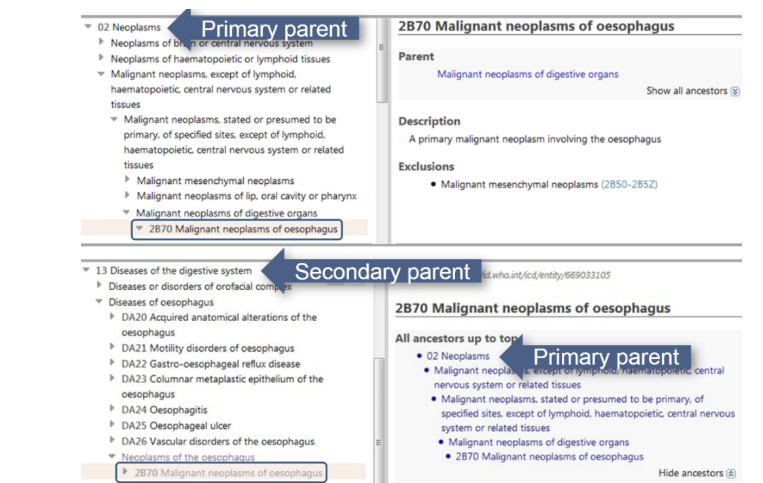 02 Neoplasms
Primary parent
Neoplasms of brain or central nervous system
Neoplasms of haematopoietic or lymphoid tissues
Malignant neoplasms, except of lymphoid,
haematopoietic, central nervous system or related
tissues
Malignant neoplasms, stated or presumed to be
primary, of specified sites, except of lymphoid,
haematopoietic, central nervous system or related
tissues
Malignant mesenchymal neoplasms
Malignant neoplasms of lip, oral cavity or pharynx
Malignant neoplasms of digestive organs
2B70 Malignant neoplasms of oesophagus
2B70 Malignant neoplasms of oesophagus
Parent
Malignant neoplasms of digestive organs
Show all ancestors
Description
A primary malignant neoplasm involving the oesophagus
Exclusions
Malignant mesenchymal neoplasms (2B50-2B5Z)
13 Diseases of the digestive system
Secondary parent
Diseases or disorders of orofacial complex
Diseases of oesophagus
DA20 Acquired anatomical alterations of the
oesophagus
DA21 Motility disorders of oesophagus
DA22 Gastro-oesophageal reflux disease
DA23 Columnar metaplastic epithelium of the
oesophagus
DA24 Oesophagitis
DA25 Oesophageal ulcer
DA26 Vascular disorders of the oesophagus
Neoplasms of the oesophagus
2B70 Malignant neoplasms of oesophagus
id.who.int/icd/entity/669033105
2B70 Malignant neoplasms of oesophagus
All ancestors up to top
02 Neoplasms
Primary parent
Malignant neoplasms, except of lymphoid, haematopoietic, central
nervous system or related tissues
Malignant neoplasms, stated or presumed to be primary, of
specified sites, except of lymphoid, haematopoietic, central nervous
system or related tissues
Malignant neoplasms of digestive organs
2B70 Malignant neoplasms of oesophagus
Hide ancestors